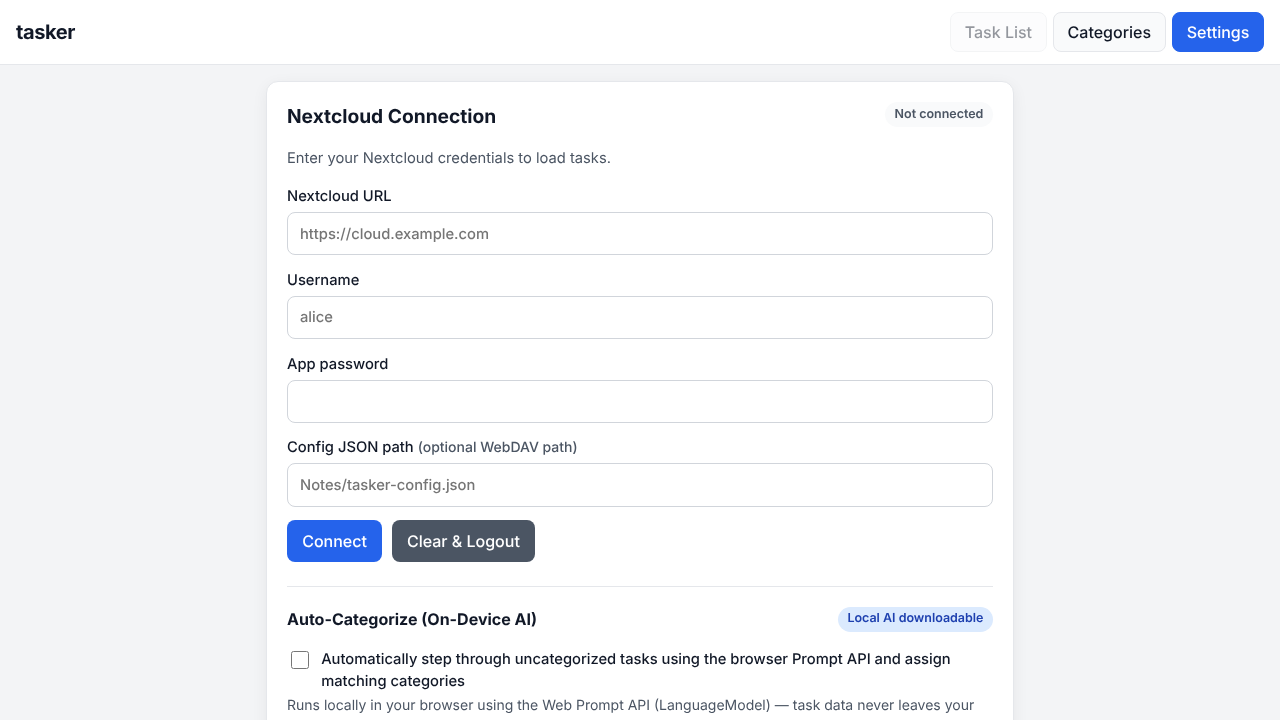 tasker
Task List
Categories
Settings
Nextcloud Connection
Not connected
Enter your Nextcloud credentials to load tasks.
Nextcloud URL
https://cloud.example.com
Username
alice
App password
Config JSON path (optional WebDAV path)
Notes/tasker-config.json
Connect
Clear & Logout
Auto-Categorize (On-Device AI)
Local AI downloadable
Automatically step through uncategorized tasks using the browser Prompt API and assign
matching categories
Runs locally in your browser using the Web Prompt API (LanguageModel) — task data never leaves your